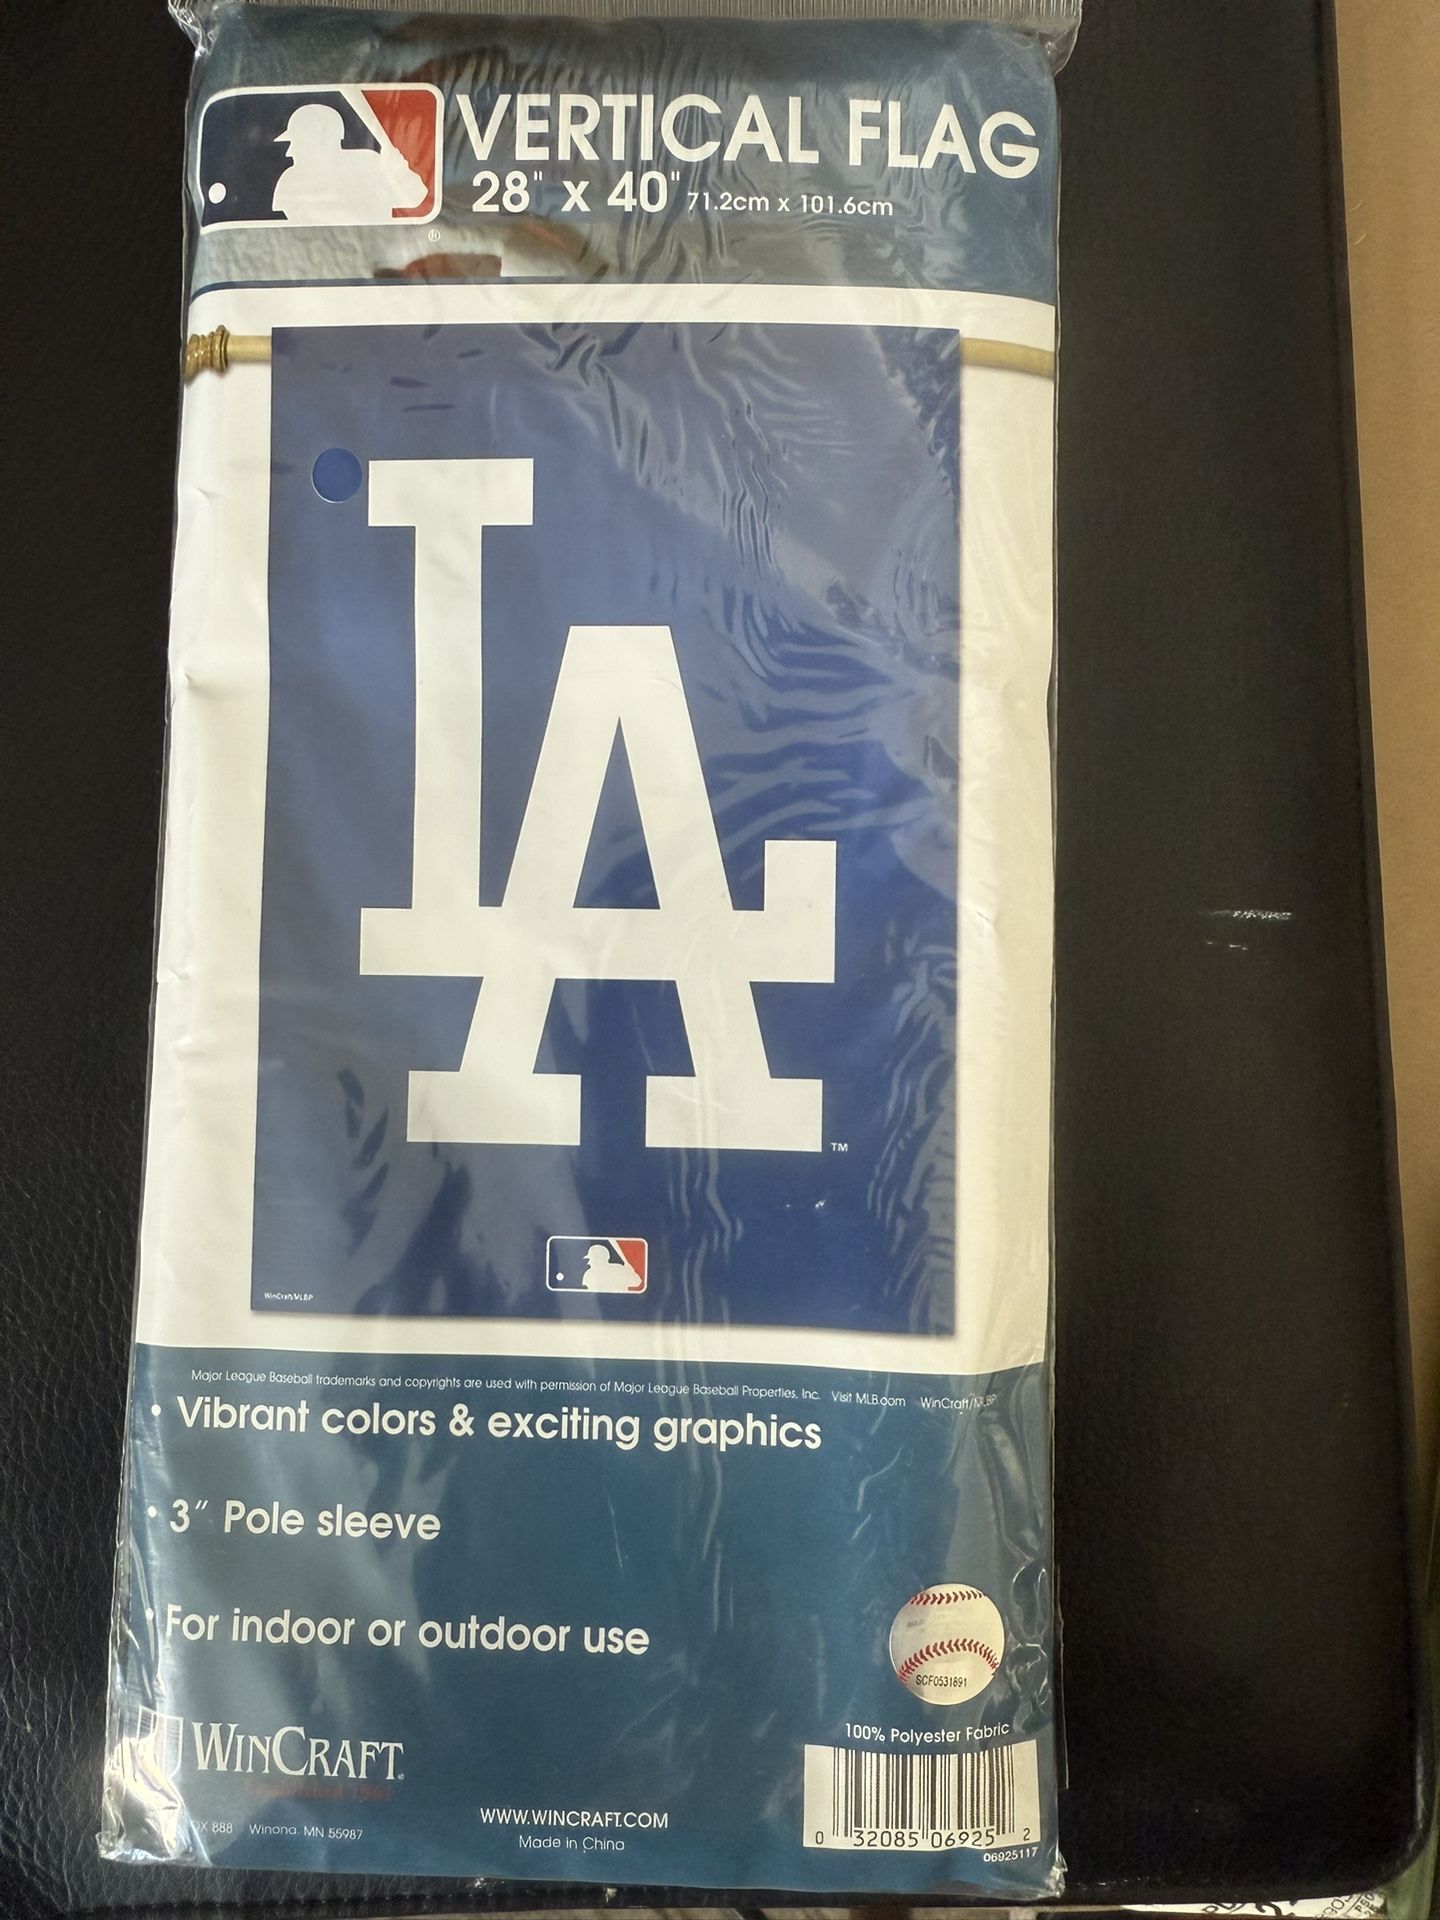 VERTICAL FLAG
28" x 40" 71.2cm x 101.6cm
®
LA
TM
WinCraft/MLBP
Major League Baseball trademarks and copyrights are used with permission of Major League Baseball Properties, Inc. Visit MLB.com WinCraft/MLBP
• Vibrant colors & exciting graphics
• 3" Pole sleeve
• For indoor or outdoor use
SCF0531891
100% Polyester Fabric
WINCRAFT®
888 Winona, MN 55987
WWW.WINCRAFT.COM
Made in China
0 32085 06925 2
06925117